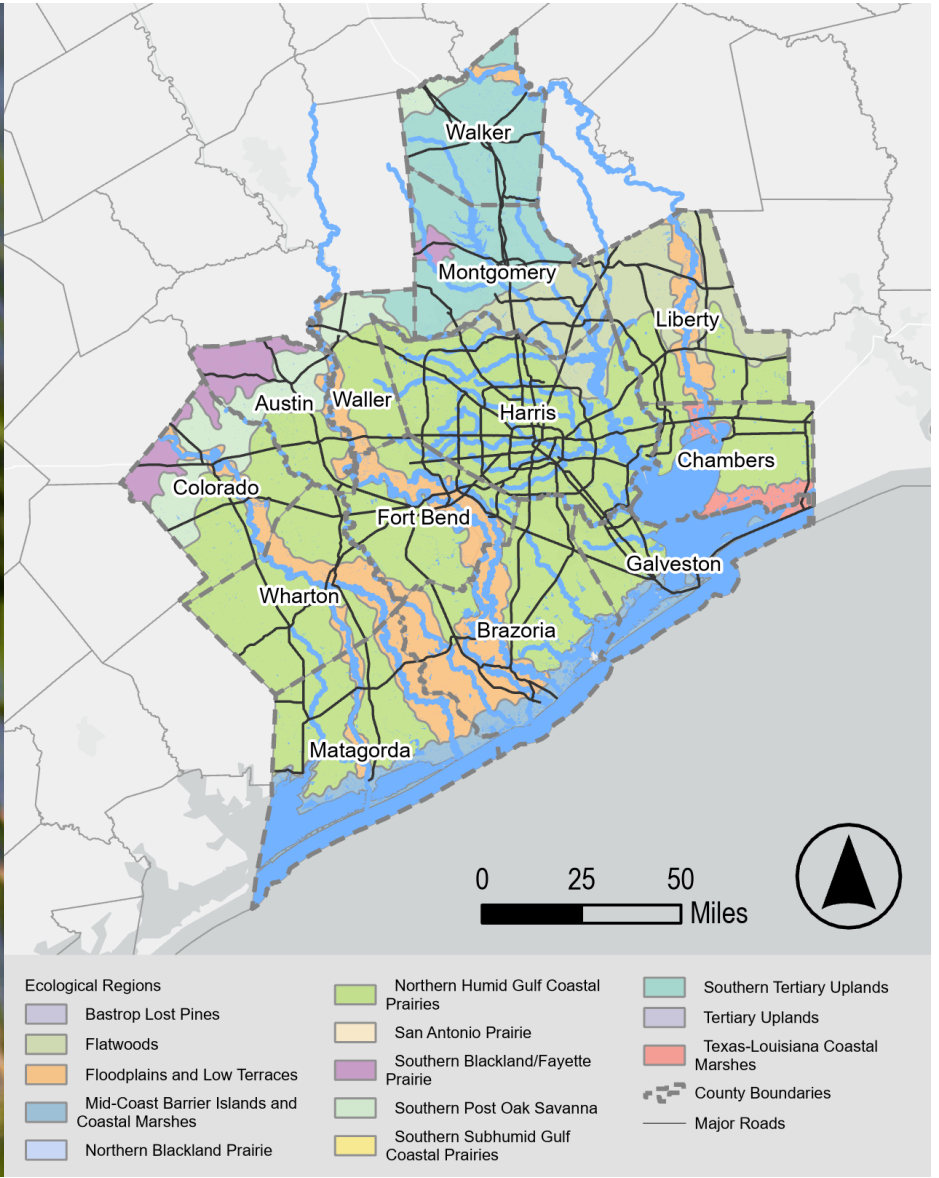 Walker
Montgomery
Liberty
Austin
Waller
Harris
Chambers
Colorado
Fort Bend
Galveston
Wharton
Brazoria
Matagorda
0 25 50
Miles
Ecological Regions
Bastrop Lost Pines
Flatwoods
Floodplains and Low Terraces
Mid-Coast Barrier Islands and
Coastal Marshes
Northern Blackland Prairie
Northern Humid Gulf Coastal
Prairies
San Antonio Prairie
Southern Blackland/Fayette
Prairie
Southern Post Oak Savanna
Southern Subhumid Gulf
Coastal Prairies
Southern Tertiary Uplands
Tertiary Uplands
Texas-Louisiana Coastal
Marshes
County Boundaries
Major Roads